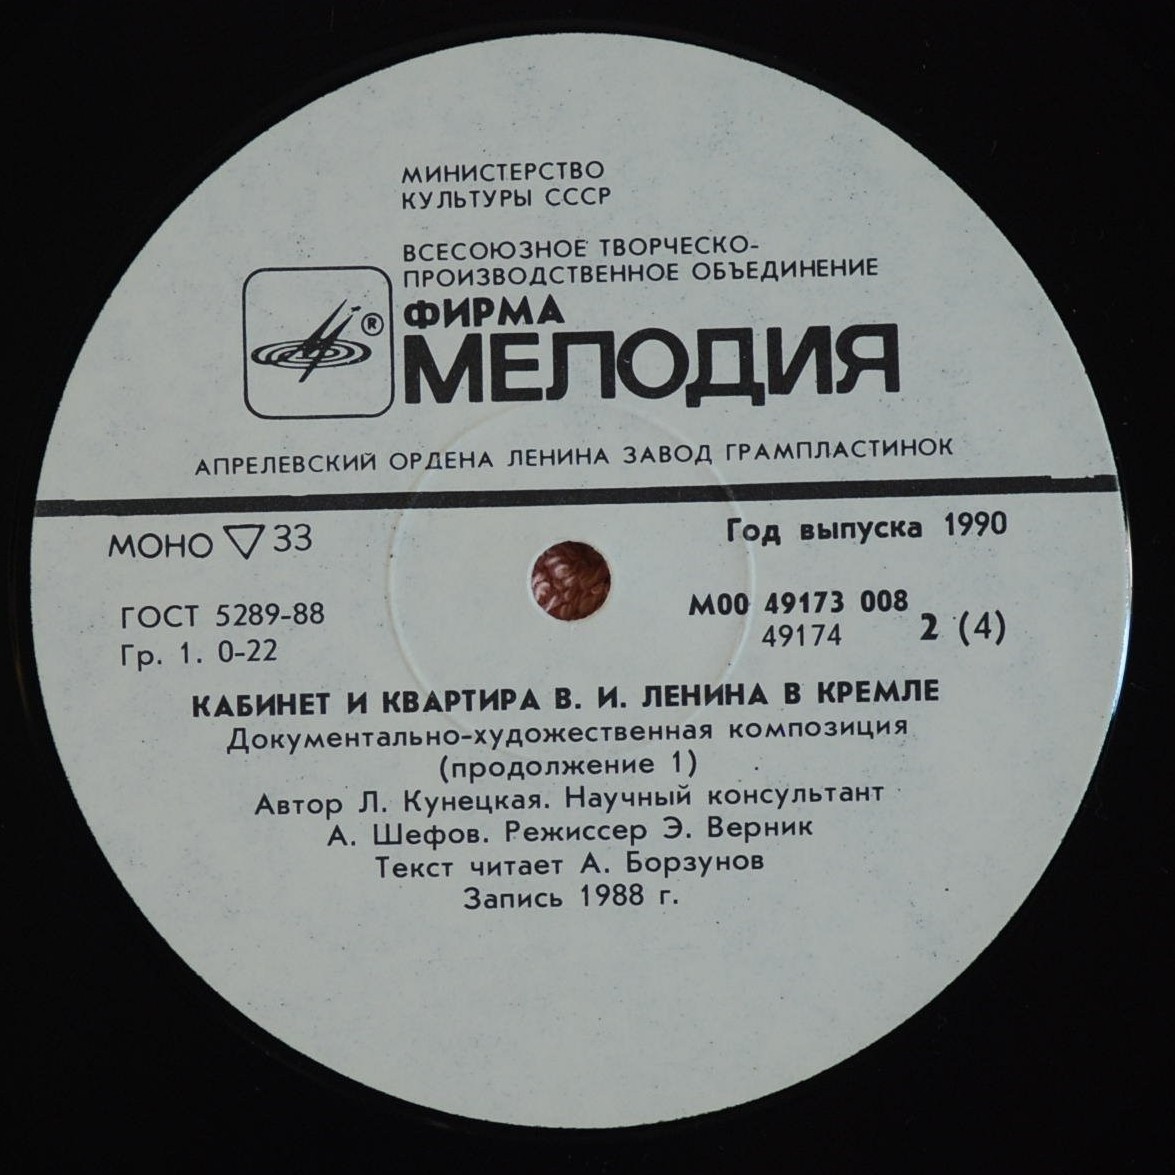 МИНИСТЕРСТВО
КУЛЬТУРЫ СССР
ВСЕСОЮЗНОЕ ТВОРЧЕСКО-
ПРОИЗВОДСТВЕННОЕ ОБЪЕДИНЕНИЕ
ФИРМА
®
МЕЛОДИЯ
АПРЕЛЕВСКИЙ ОРДЕНА ЛЕНИНА ЗАВОД ГРАМПЛАСТИНОК
МОНО ▽ 33
Год выпуска 1990
ГОСТ 5289-88
Гр. 1. 0-22
М00 49173 008
49174
2 (4)
КАБИНЕТ И КВАРТИРА В. И. ЛЕНИНА В КРЕМЛЕ
Документально-художественная композиция
(продолжение 1)
Автор Л. Кунецкая. Научный консультант
А. Шефов. Режиссер Э. Верник
Текст читает А. Борзунов
Запись 1988 г.